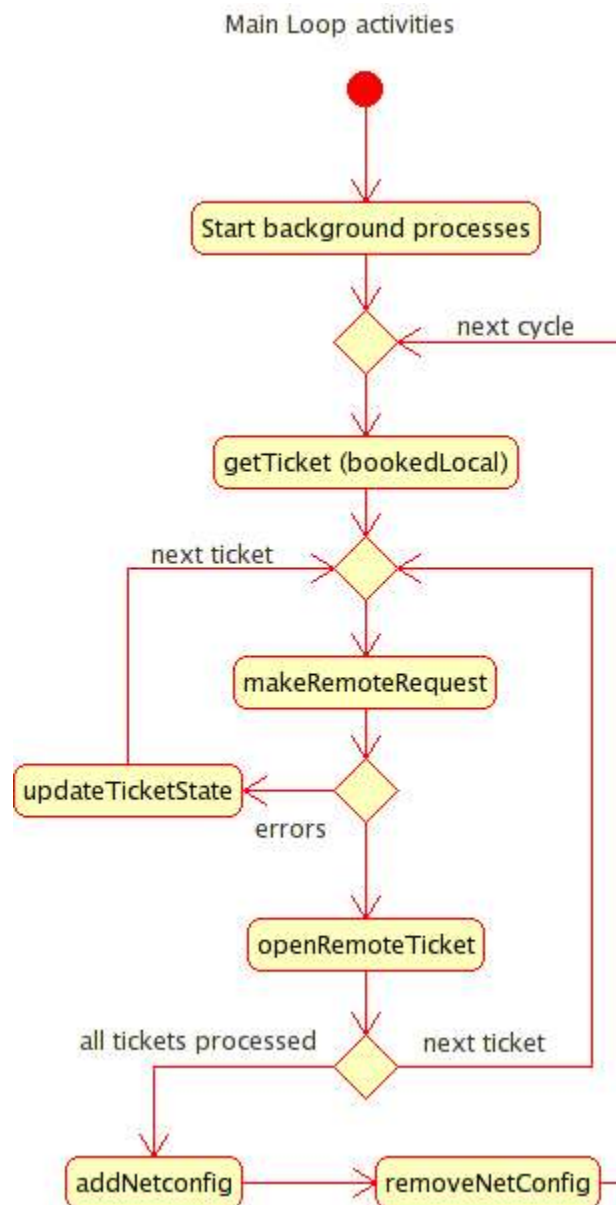 Main Loop activities
Start background processes
next cycle
getTicket (bookedLocal)
next ticket
makeRemoteRequest
updateTicketState
errors
openRemoteTicket
all tickets processed
next ticket
addNetconfig
removeNetConfig